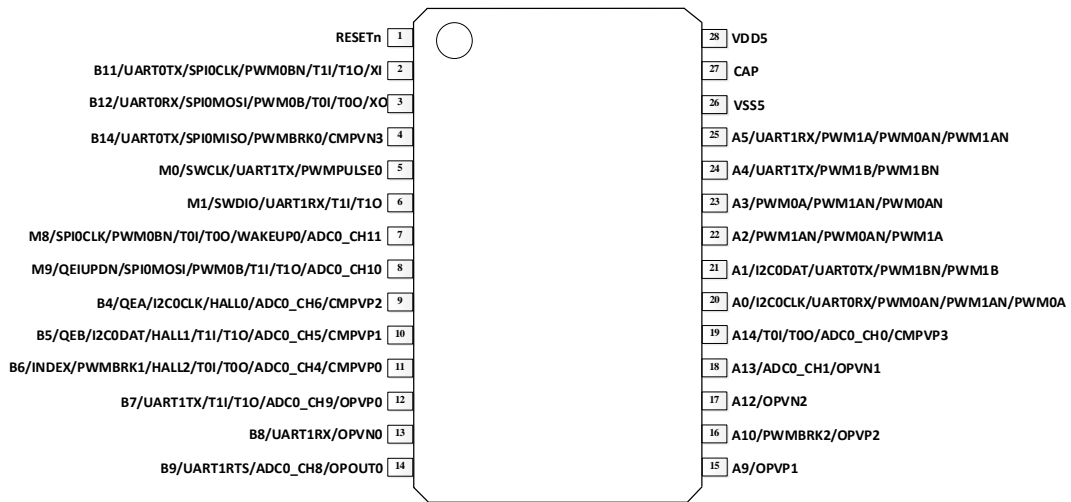 RESETn 1
B11/UART0TX/SPI0CLK/PWM0BN/T1I/T1O/XI 2
B12/UART0RX/SPI0MOSI/PWM0B/T0I/T0O/XO 3
B14/UART0TX/SPI0MISO/PWMBRK0/CMPVN3 4
M0/SWCLK/UART1TX/PWMPULSE0 5
M1/SWDIO/UART1RX/T1I/T1O 6
M8/SPI0CLK/PWM0BN/T0I/T0O/WAKEUP0/ADC0_CH11 7
M9/QEIUPDN/SPI0MOSI/PWM0B/T1I/T1O/ADC0_CH10 8
B4/QEA/I2C0CLK/HALL0/ADC0_CH6/CMPVP2 9
B5/QEB/I2C0DAT/HALL1/T1I/T1O/ADC0_CH5/CMPVP1 10
B6/INDEX/PWMBRK1/HALL2/T0I/T0O/ADC0_CH4/CMPVP0 11
B7/UART1TX/T1I/T1O/ADC0_CH9/OPVP0 12
B8/UART1RX/OPVN0 13
B9/UART1RTS/ADC0_CH8/OPOUT0 14
28 VDD5
27 CAP
26 VSS5
25 A5/UART1RX/PWM1A/PWM0AN/PWM1AN
24 A4/UART1TX/PWM1B/PWM1BN
23 A3/PWM0A/PWM1AN/PWM0AN
22 A2/PWM1AN/PWM0AN/PWM1A
21 A1/I2C0DAT/UART0TX/PWM1BN/PWM1B
20 A0/I2C0CLK/UART0RX/PWM0AN/PWM1AN/PWM0A
19 A14/T0I/T0O/ADC0_CH0/CMPVP3
18 A13/ADC0_CH1/OPVN1
17 A12/OPVN2
16 A10/PWMBRK2/OPVP2
15 A9/OPVP1